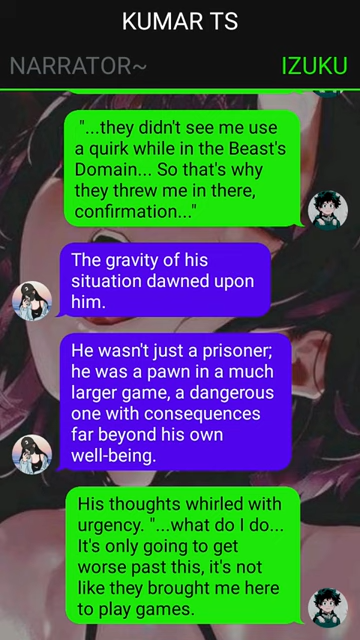 KUMAR TS
NARRATOR~ IZUKU
"...they didn't see me use
a quirk while in the Beast's
Domain... So that's why
they threw me in there,
confirmation..."
The gravity of his
situation dawned upon
him.
He wasn't just a prisoner;
he was a pawn in a much
larger game, a dangerous
one with consequences
far beyond his own
well-being.
His thoughts whirled with
urgency. "...what do I do...
It's only going to get
worse past this, it's not
like they brought me here
to play games.